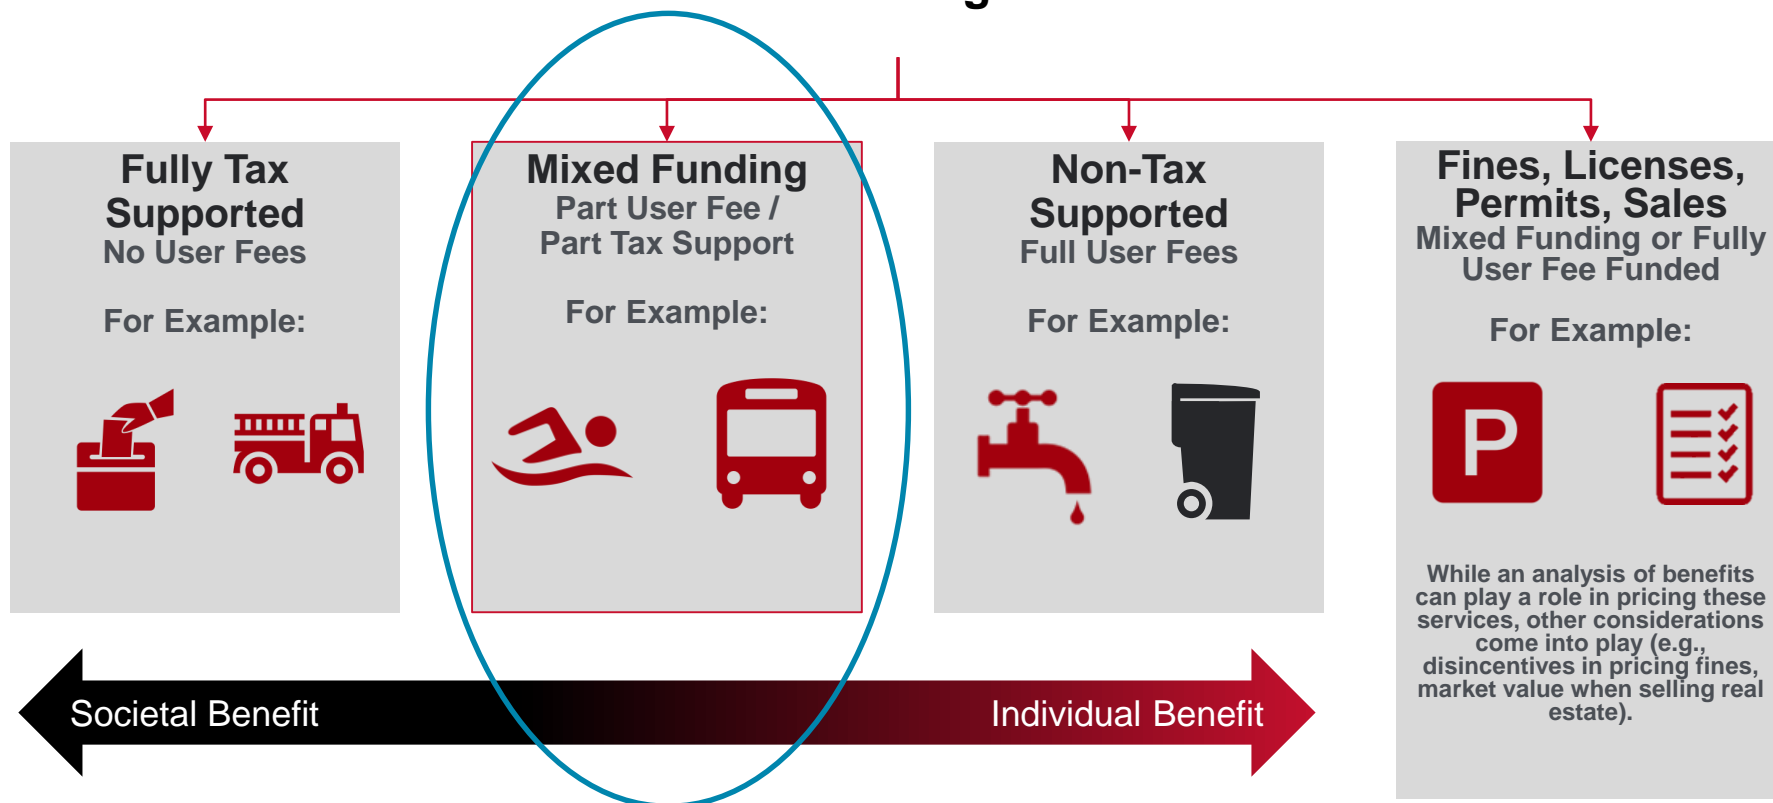 Fully Tax
Supported
No User Fees
For Example:
Mixed Funding
Part User Fee /
Part Tax Support
For Example:
Non-Tax
Supported
Full User Fees
For Example:
Fines, Licenses,
Permits, Sales
Mixed Funding or Fully
User Fee Funded
For Example:
P
While an analysis of benefits
can play a role in pricing these
services, other considerations
come into play (e.g.,
disincentives in pricing fines,
market value when selling real
estate).
Societal Benefit
Individual Benefit